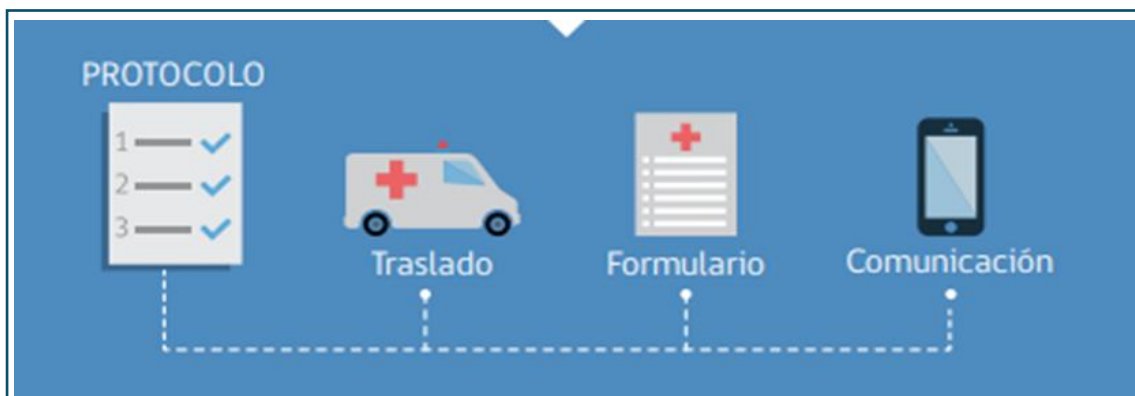 PROTOCOLO
1
2
3
Traslado
Formulario
Comunicación